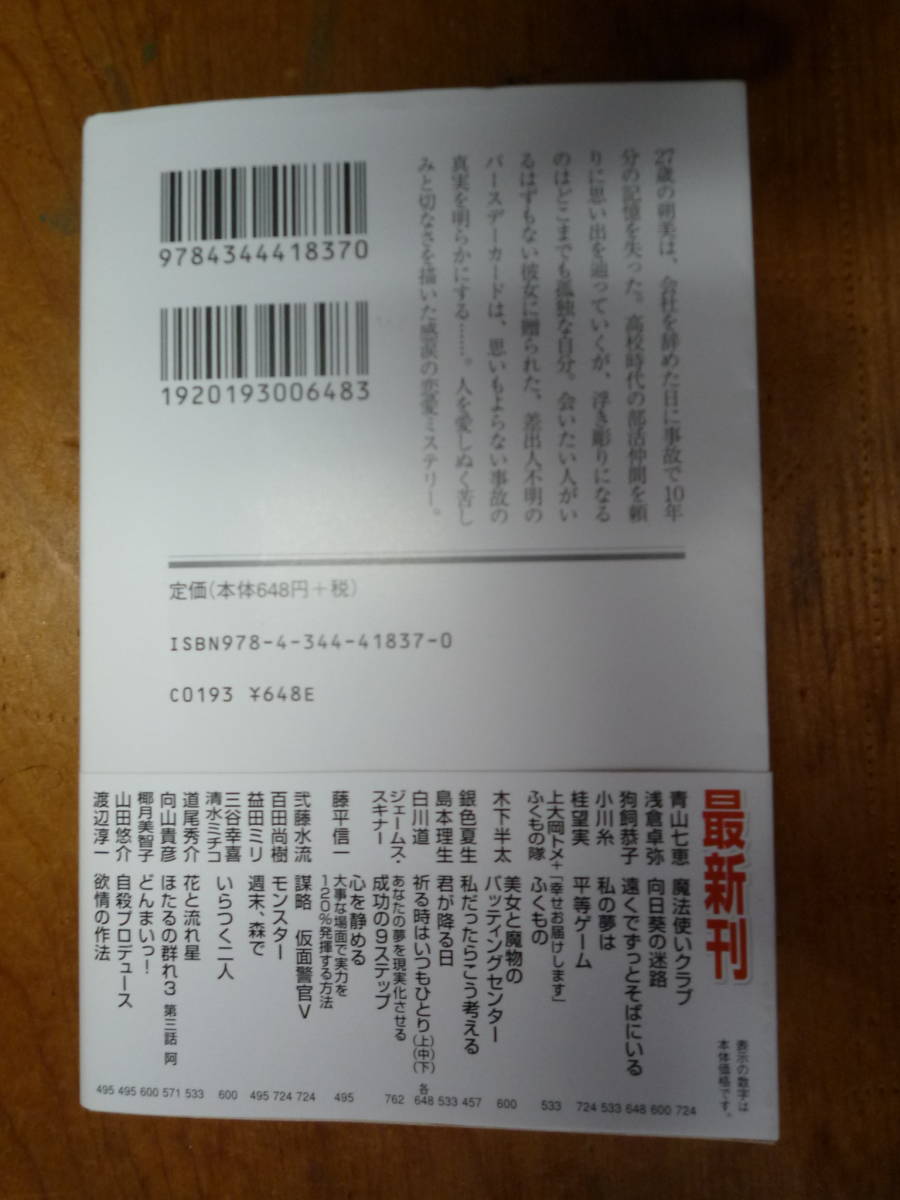 27歳の朔美は、会社を辞めた日に事故で10年
分の記憶を失った。高校時代の部活仲間を頼
りに思い出を辿っていくが、浮き彫りになる
のはどこまでも孤独な自分。会いたい人がい
るはずもない彼女に贈られた、差出人不明の
バースデーカードは、思いもよらない事故の
真実を明らかにする……。人を愛しぬく苦し
みと切なさを描いた感涙の恋愛ミステリー。
9784344418370
1920193006483
定価(本体648円+税)
ISBN978-4-344-41837-0
C0193 ¥648E
最新刊
表示の数字は
本体価格です。
青山七恵 魔法使いクラブ 724
浅倉卓弥 向日葵の迷路 600
狗飼恭子 遠くでずっとそばにいる 648
小川糸 私の夢は 533
桂望実 平等ゲーム 724
上大岡トメ+ 「幸せお届けします」
ふくもの隊 ふくもの 533
木下半太 美女と魔物の
バッティングセンター 600
銀色夏生 私だったらこう考える 457
島本理生 君が降る日 533
白川道 祈る時はいつもひとり(上)(中)(下) 各648
ジェームス・ あなたの夢を現実化させる
スキナー 成功の9ステップ 762
藤平信一 心を静める
大事な場面で実力を
120%発揮する方法 495
弐藤水流 謀略 仮面警官Ⅴ 724
百田尚樹 モンスター 724
益田ミリ 週末、森で 495
三谷幸喜
清水ミチコ いらつく二人 600
道尾秀介 花と流れ星 533
向山貴彦 ほたるの群れ3 第三話 阿 571
椰月美智子 どんまいっ! 600
山田悠介 自殺プロデュース 495
渡辺淳一 欲情の作法 495